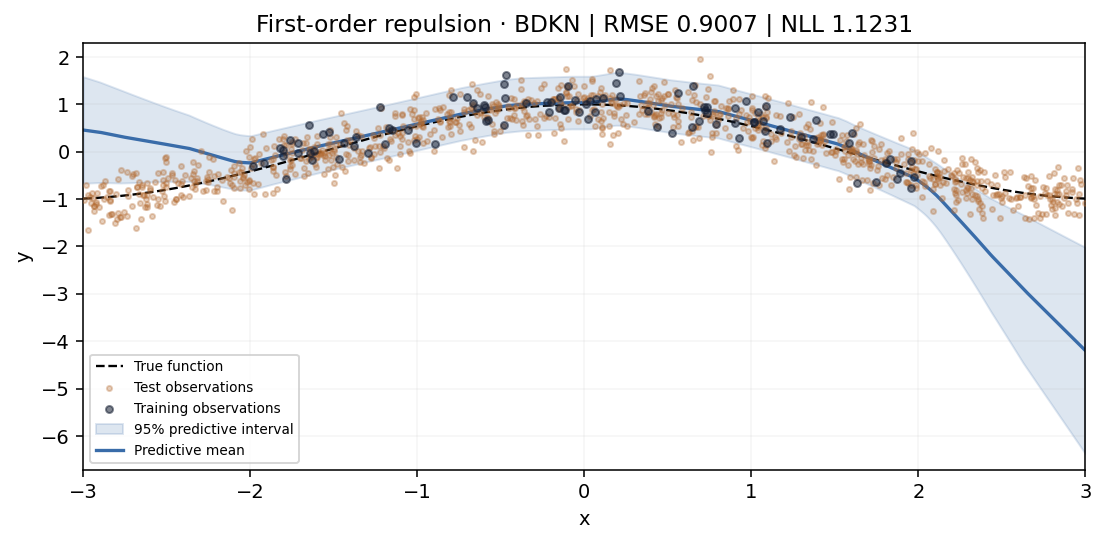 First-order repulsion · BDKN | RMSE 0.9007 | NLL 1.1231
2
1
0
−1
−2
−3
−4
−5
−6
y
True function
Test observations
Training observations
95% predictive interval
Predictive mean
−3
−2
−1
0
1
2
3
x